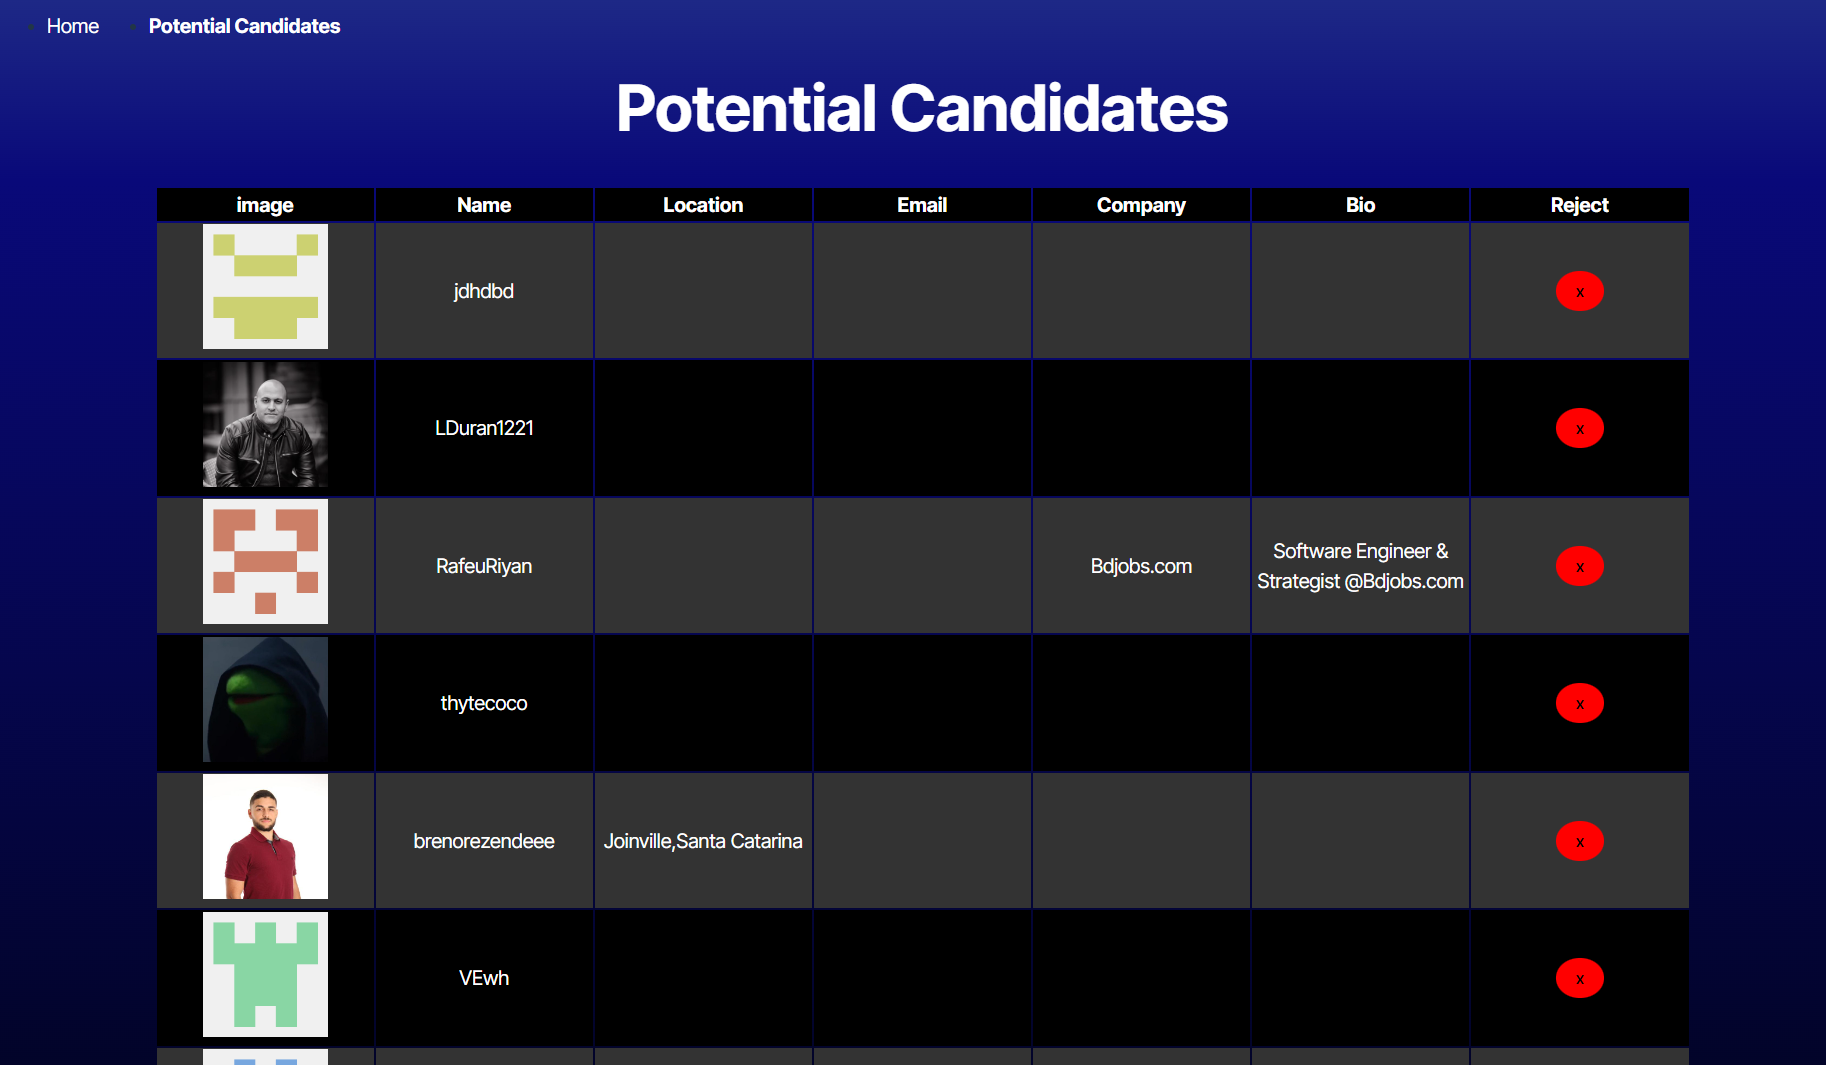 Home
Potential Candidates
Potential Candidates
image
Name
Location
Email
Company
Bio
Reject
jdhdbd
x
LDuran1221
x
RafeuRiyan
Bdjobs.com
Software Engineer &
Strategist @Bdjobs.com
x
thytecoco
x
brenorezendeee
Joinville,Santa Catarina
x
VEwh
x